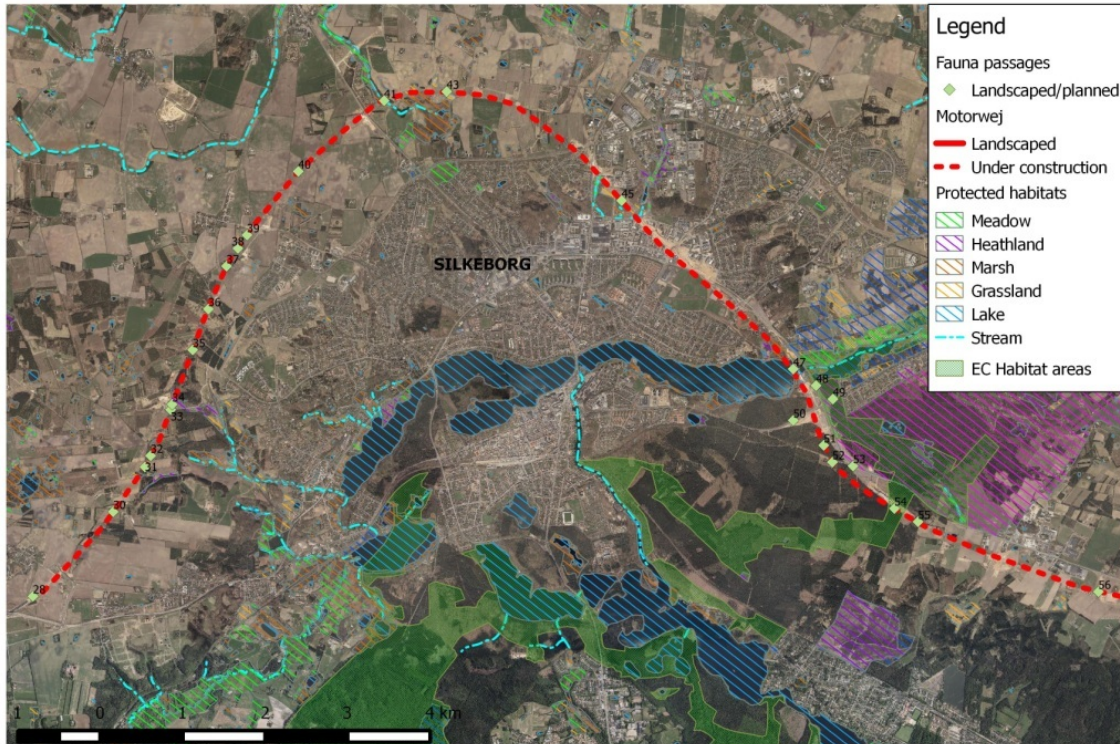 Legend
Fauna passages
Landscaped/planned
Motorwej
Landscaped
Under construction
Protected habitats
Meadow
Heathland
Marsh
Grassland
Lake
Stream
EC Habitat areas
41
43
40
45
39
38
37
SILKEBORG
36
35
47
48
49
34
33
50
51
32
31
52
53
30
54
55
28
56
1 0 1 2 3 4 km